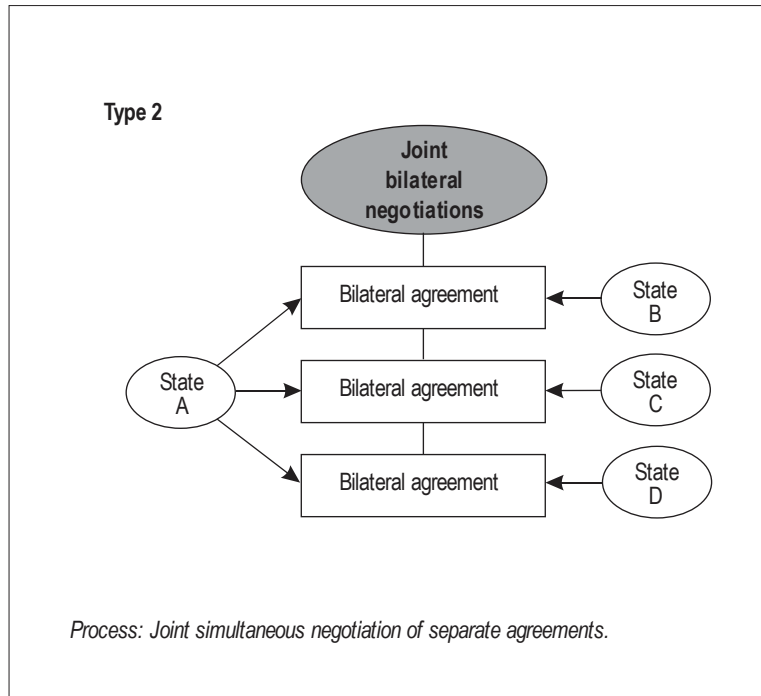 Type 2
Joint
bilateral
negotiations
Bilateral agreement
State
B
State
A
Bilateral agreement
State
C
Bilateral agreement
State
D
Process: Joint simultaneous negotiation of separate agreements.